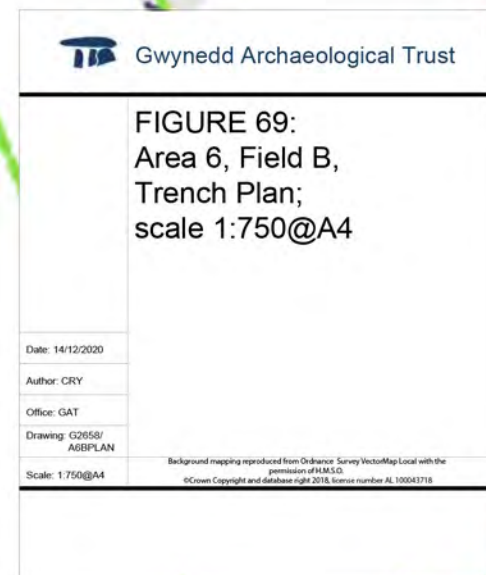 Gwynedd Archaeological Trust
FIGURE 69:
Area 6, Field B,
Trench Plan;
scale 1:750@A4
Date: 14/12/2020
Author: CRY
Office: GAT
Drawing: G2658/
A6BPLAN
Scale: 1:750@A4
Background mapping reproduced from Ordnance Survey VectorMap Local with the
permission of H.M.S.O.
©Crown Copyright and database right 2018, license number AL 100043718